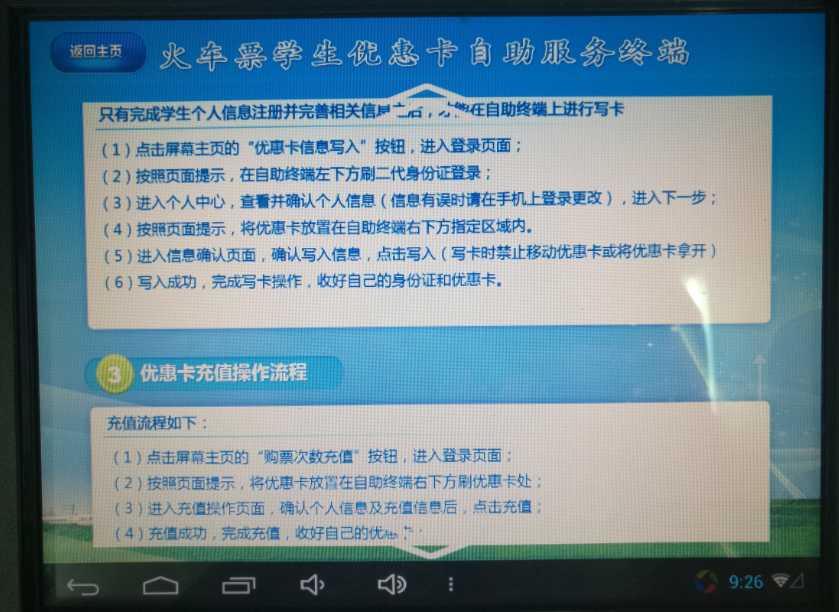 返回主页
火车票学生优惠卡自助服务终端
只有完成学生个人信息注册并完善相关信息之后，才能在自助终端上进行写卡
（1）点击屏幕主页的“优惠卡信息写入”按钮，进入登录页面；
（2）按照页面提示，在自助终端左下方刷二代身份证登录；
（3）进入个人中心，查看并确认个人信息（信息有误时请在手机上登录更改），进入下一步；
（4）按照页面提示，将优惠卡放置在自助终端右下方指定区域内。
（5）进入信息确认页面，确认写入信息，点击写入（写卡时禁止移动优惠卡或将优惠卡拿开）
（6）写入成功，完成写卡操作，收好自己的身份证和优惠卡。
3 优惠卡充值操作流程
充值流程如下：
（1）点击屏幕主页的“购票次数充值”按钮，进入登录页面；
（2）按照页面提示，将优惠卡放置在自助终端右下方刷优惠卡处；
（3）进入充值操作页面，确认个人信息及充值信息后，点击充值；
（4）充值成功，完成充值，收好自己的优
9:26